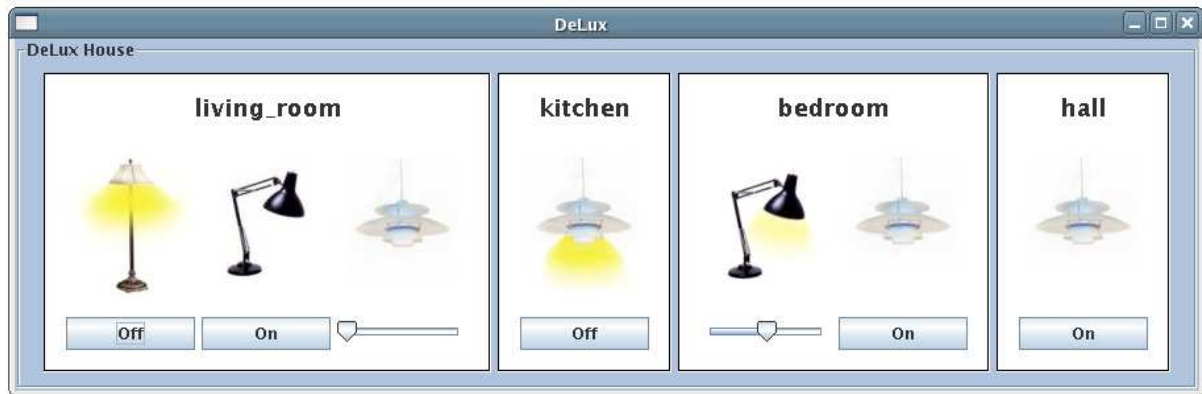 DeLux
DeLux House
living_room
kitchen
bedroom
hall
Off
On
Off
On
On